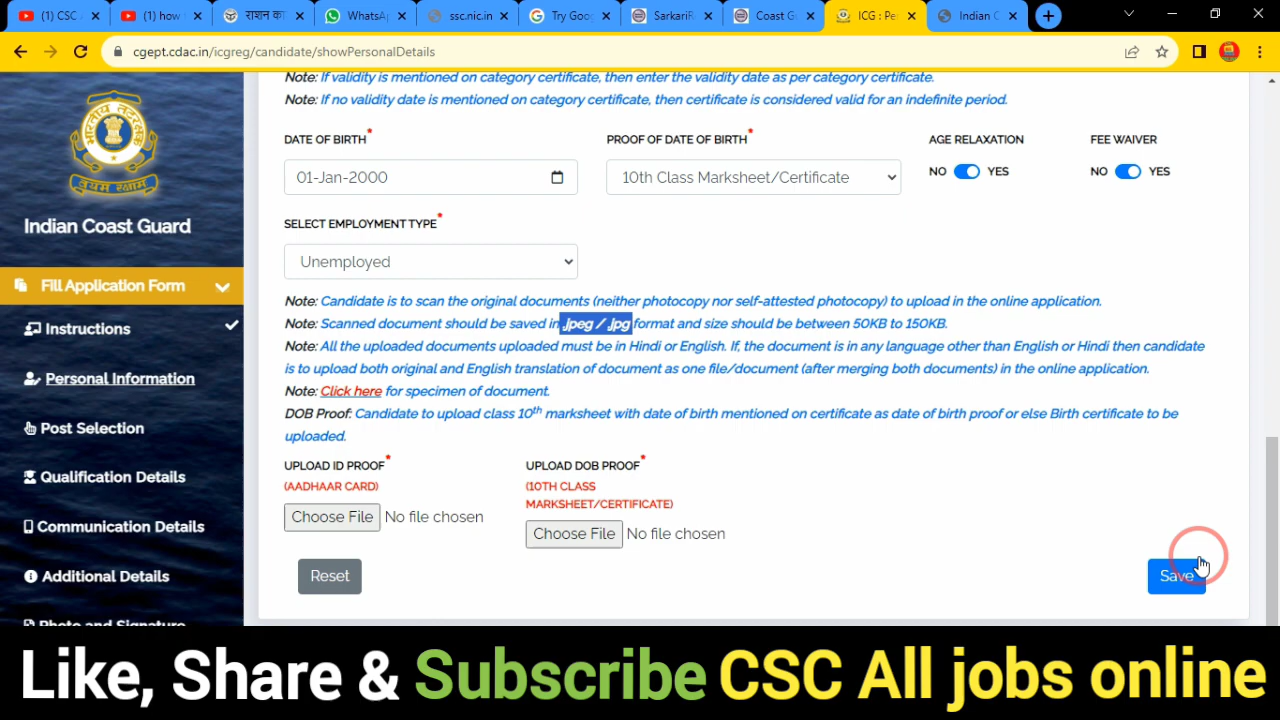 (1) CSC
(1) how
राशन का
WhatsA
ssc.nic.in
Try Goo
SarkariR
Coast G
ICG : Pe
Indian C
cgept.cdac.in/icgreg/candidate/showPersonalDetails
Note: If validity is mentioned on category certificate, then enter the validity date as per category certificate.
Note: If no validity date is mentioned on category certificate, then certificate is considered valid for an indefinite period.
DATE OF BIRTH* PROOF OF DATE OF BIRTH* AGE RELAXATION FEE WAIVER
01-Jan-2000 10th Class Marksheet/Certificate NO YES NO YES
SELECT EMPLOYMENT TYPE*
Unemployed
Note: Candidate is to scan the original documents (neither photocopy nor self-attested photocopy) to upload in the online application.
Note: Scanned document should be saved in .jpeg / .jpg format and size should be between 50KB to 150KB.
Note: All the uploaded documents uploaded must be in Hindi or English. If, the document is in any language other than English or Hindi then candidate
is to upload both original and English translation of document as one file/document (after merging both documents) in the online application.
Note: Click here for specimen of document.
DOB Proof: Candidate to upload class 10th marksheet with date of birth mentioned on certificate as date of birth proof or else Birth certificate to be
uploaded.
UPLOAD ID PROOF* UPLOAD DOB PROOF*
(AADHAAR CARD) (10TH CLASS
MARKSHEET/CERTIFICATE)
Choose File No file chosen
Choose File No file chosen
Reset Save
Indian Coast Guard
Fill Application Form
Instructions
Personal Information
Post Selection
Qualification Details
Communication Details
Additional Details
Photo and Signature
Like, Share & Subscribe CSC All jobs online